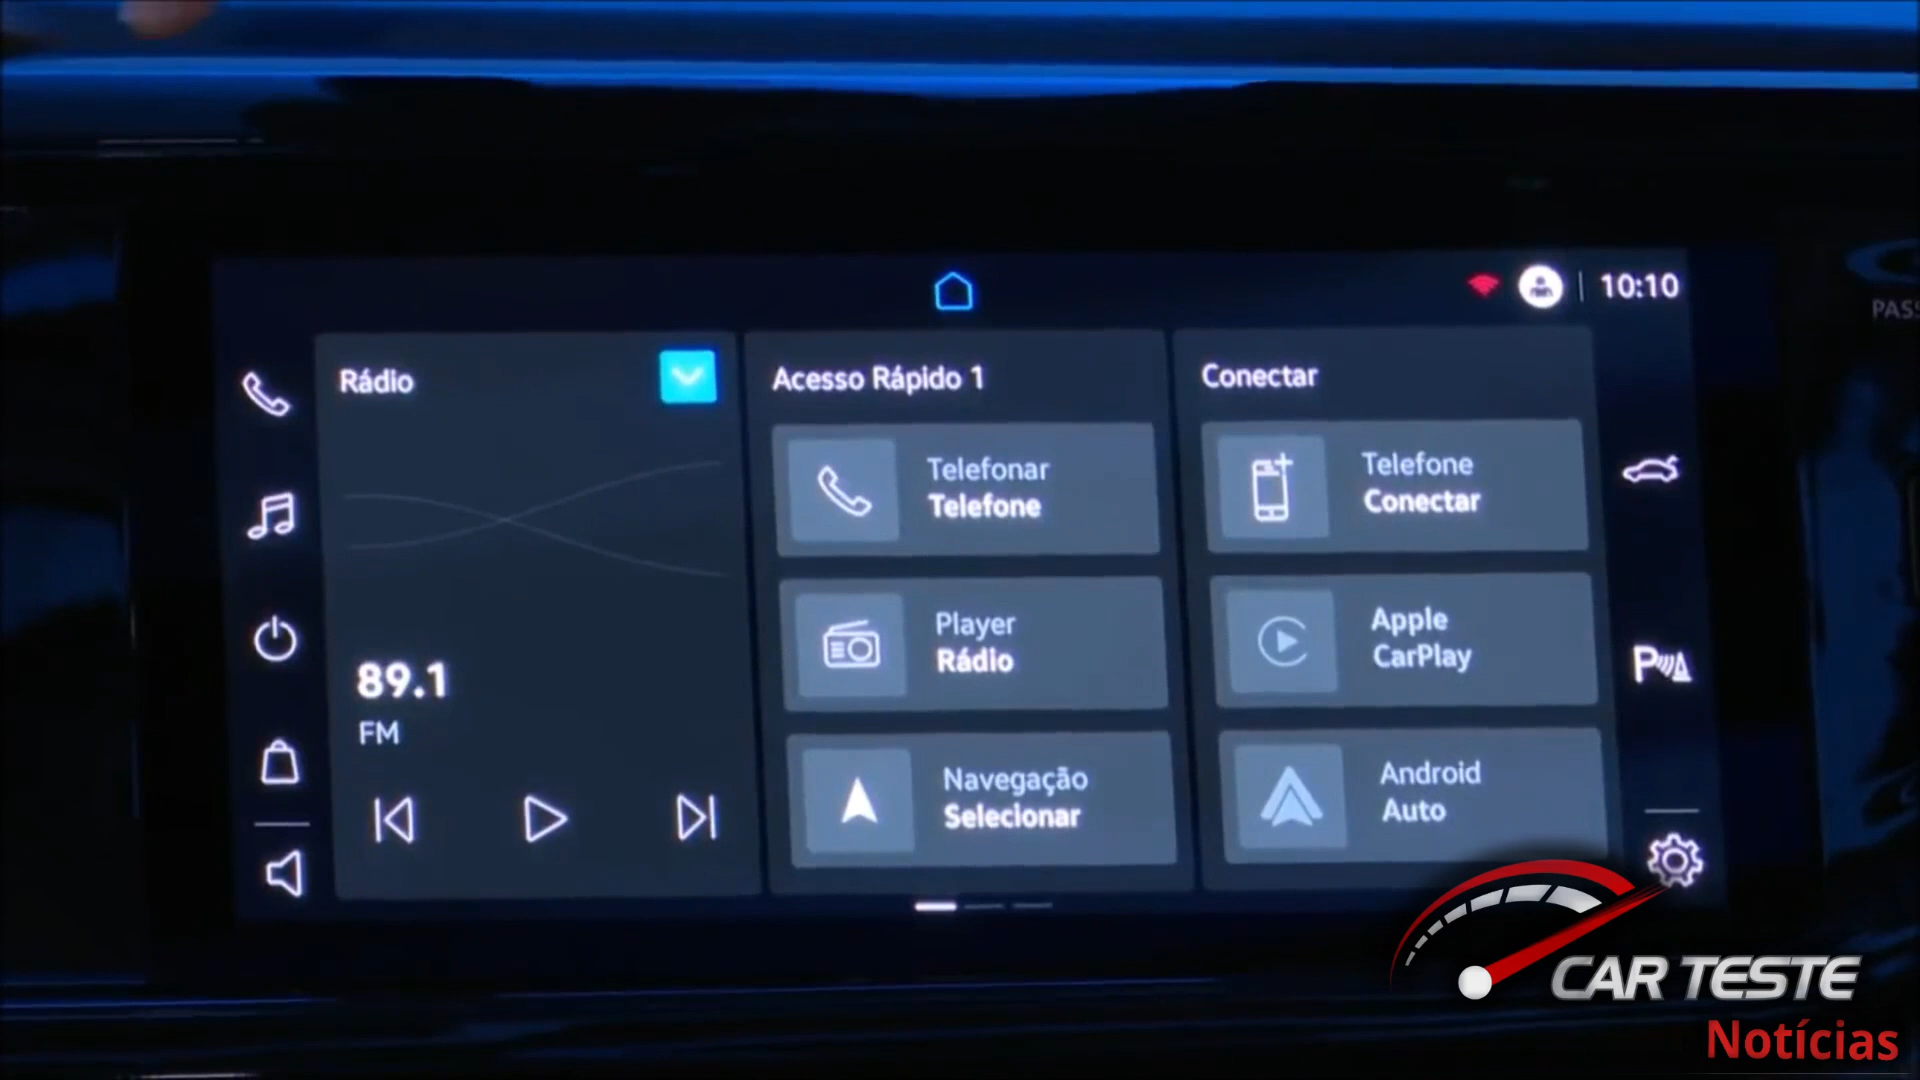 10:10
PASS
Rádio
89.1
FM
Acesso Rápido 1
Telefonar
Telefone
Player
Rádio
Navegação
Selecionar
Conectar
Telefone
Conectar
Apple
CarPlay
Android
Auto
P
CAR TESTE
Notícias